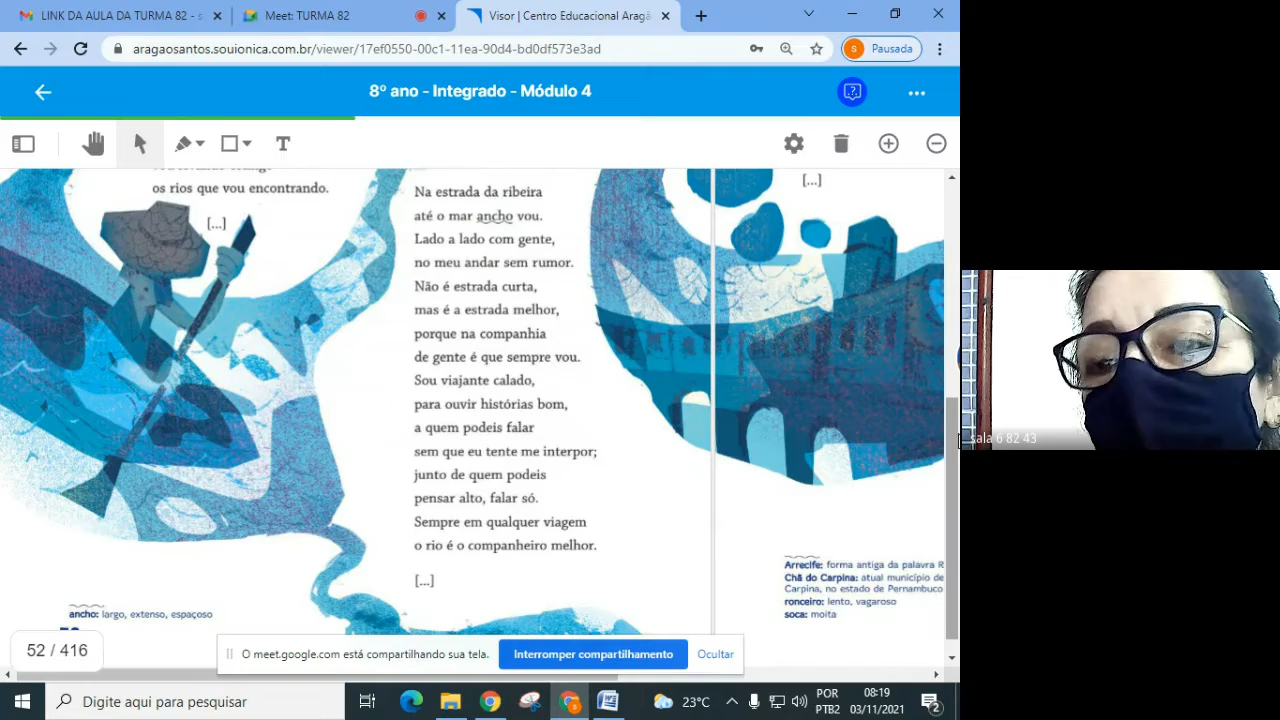 LINK DA AULA DA TURMA 82 - s
Meet: TURMA 82
Visor | Centro Educacional Aragã
aragaosantos.souionica.com.br/viewer/17ef0550-00c1-11ea-90d4-bd0df573e3ad
S
Pausada
8º ano - Integrado - Módulo 4
T
os rios que vou encontrando.
[...]
Na estrada da ribeira
até o mar ancho vou.
Lado a lado com gente,
no meu andar sem rumor.
Não é estrada curta,
mas é a estrada melhor,
porque na companhia
de gente é que sempre vou.
Sou viajante calado,
para ouvir histórias bom,
a quem podeis falar
sem que eu tente me interpor;
junto de quem podeis
pensar alto, falar só.
Sempre em qualquer viagem
o rio é o companheiro melhor.
[...]
[...]
Arrecife: forma antiga da palavra R
Chã do Carpina: atual município de
Carpina, no estado de Pernambuco
ronceiro: lento, vagaroso
soca: moita
ancho: largo, extenso, espaçoso
52 / 416
O meet.google.com está compartilhando sua tela.
Interromper compartilhamento
Ocultar
sala 6 82 43
Digite aqui para pesquisar
23°C
POR
PTB2
08:19
03/11/2021
2